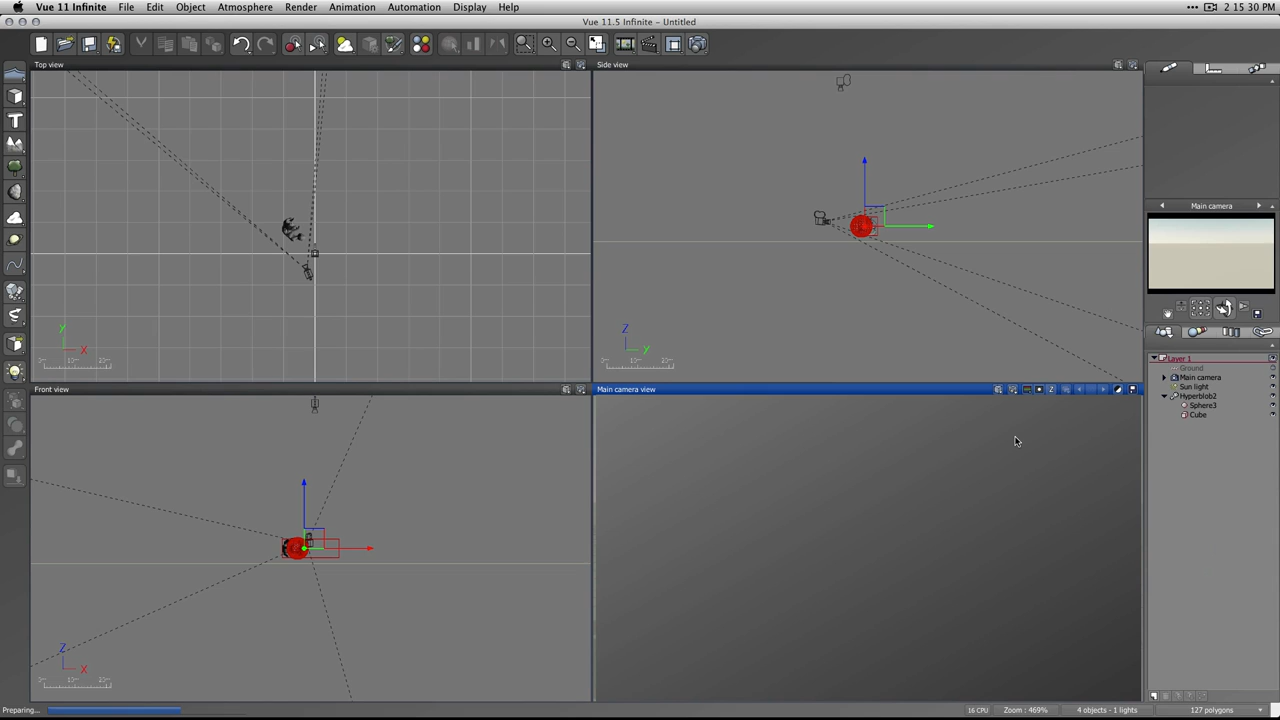 Vue 11 Infinite File Edit Object Atmosphere Render Animation Automation Display Help 2 15 30 PM
Vue 11.5 Infinite - Untitled
Top view
Side view
Main camera
Y
X
Z
Y
Layer 1
Ground
Main camera
Sun light
Hyperblob2
Sphere3
Cube
Front view
Main camera view
Z
X
Preparing...
16 CPU
Zoom : 469%
4 objects - 1 lights
127 polygons